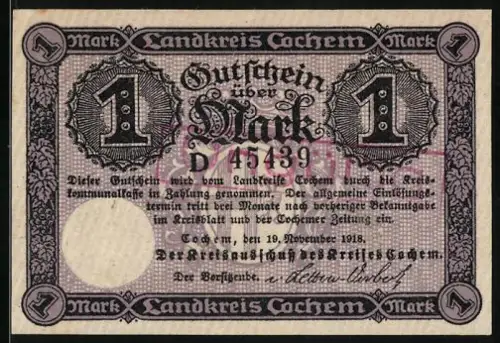 1 Mark Landkreis Cochem Mark 1
Gutschein
über
1 Mark 1
D 45439
Dieser Gutschein wird vom Landkreise Cochem durch die Kreis-
kommunalkasse in Zahlung genommen. Der allgemeine Einlösungs-
termin tritt drei Monate nach vorheriger Bekanntgabe
im Kreisblatt und der Cochemer Zeitung ein.
Cochem, den 19. November 1918.
Der Kreisausschuß des Kreises Cochem.
Der Vorsitzende.
1 Mark Landkreis Cochem Mark 1